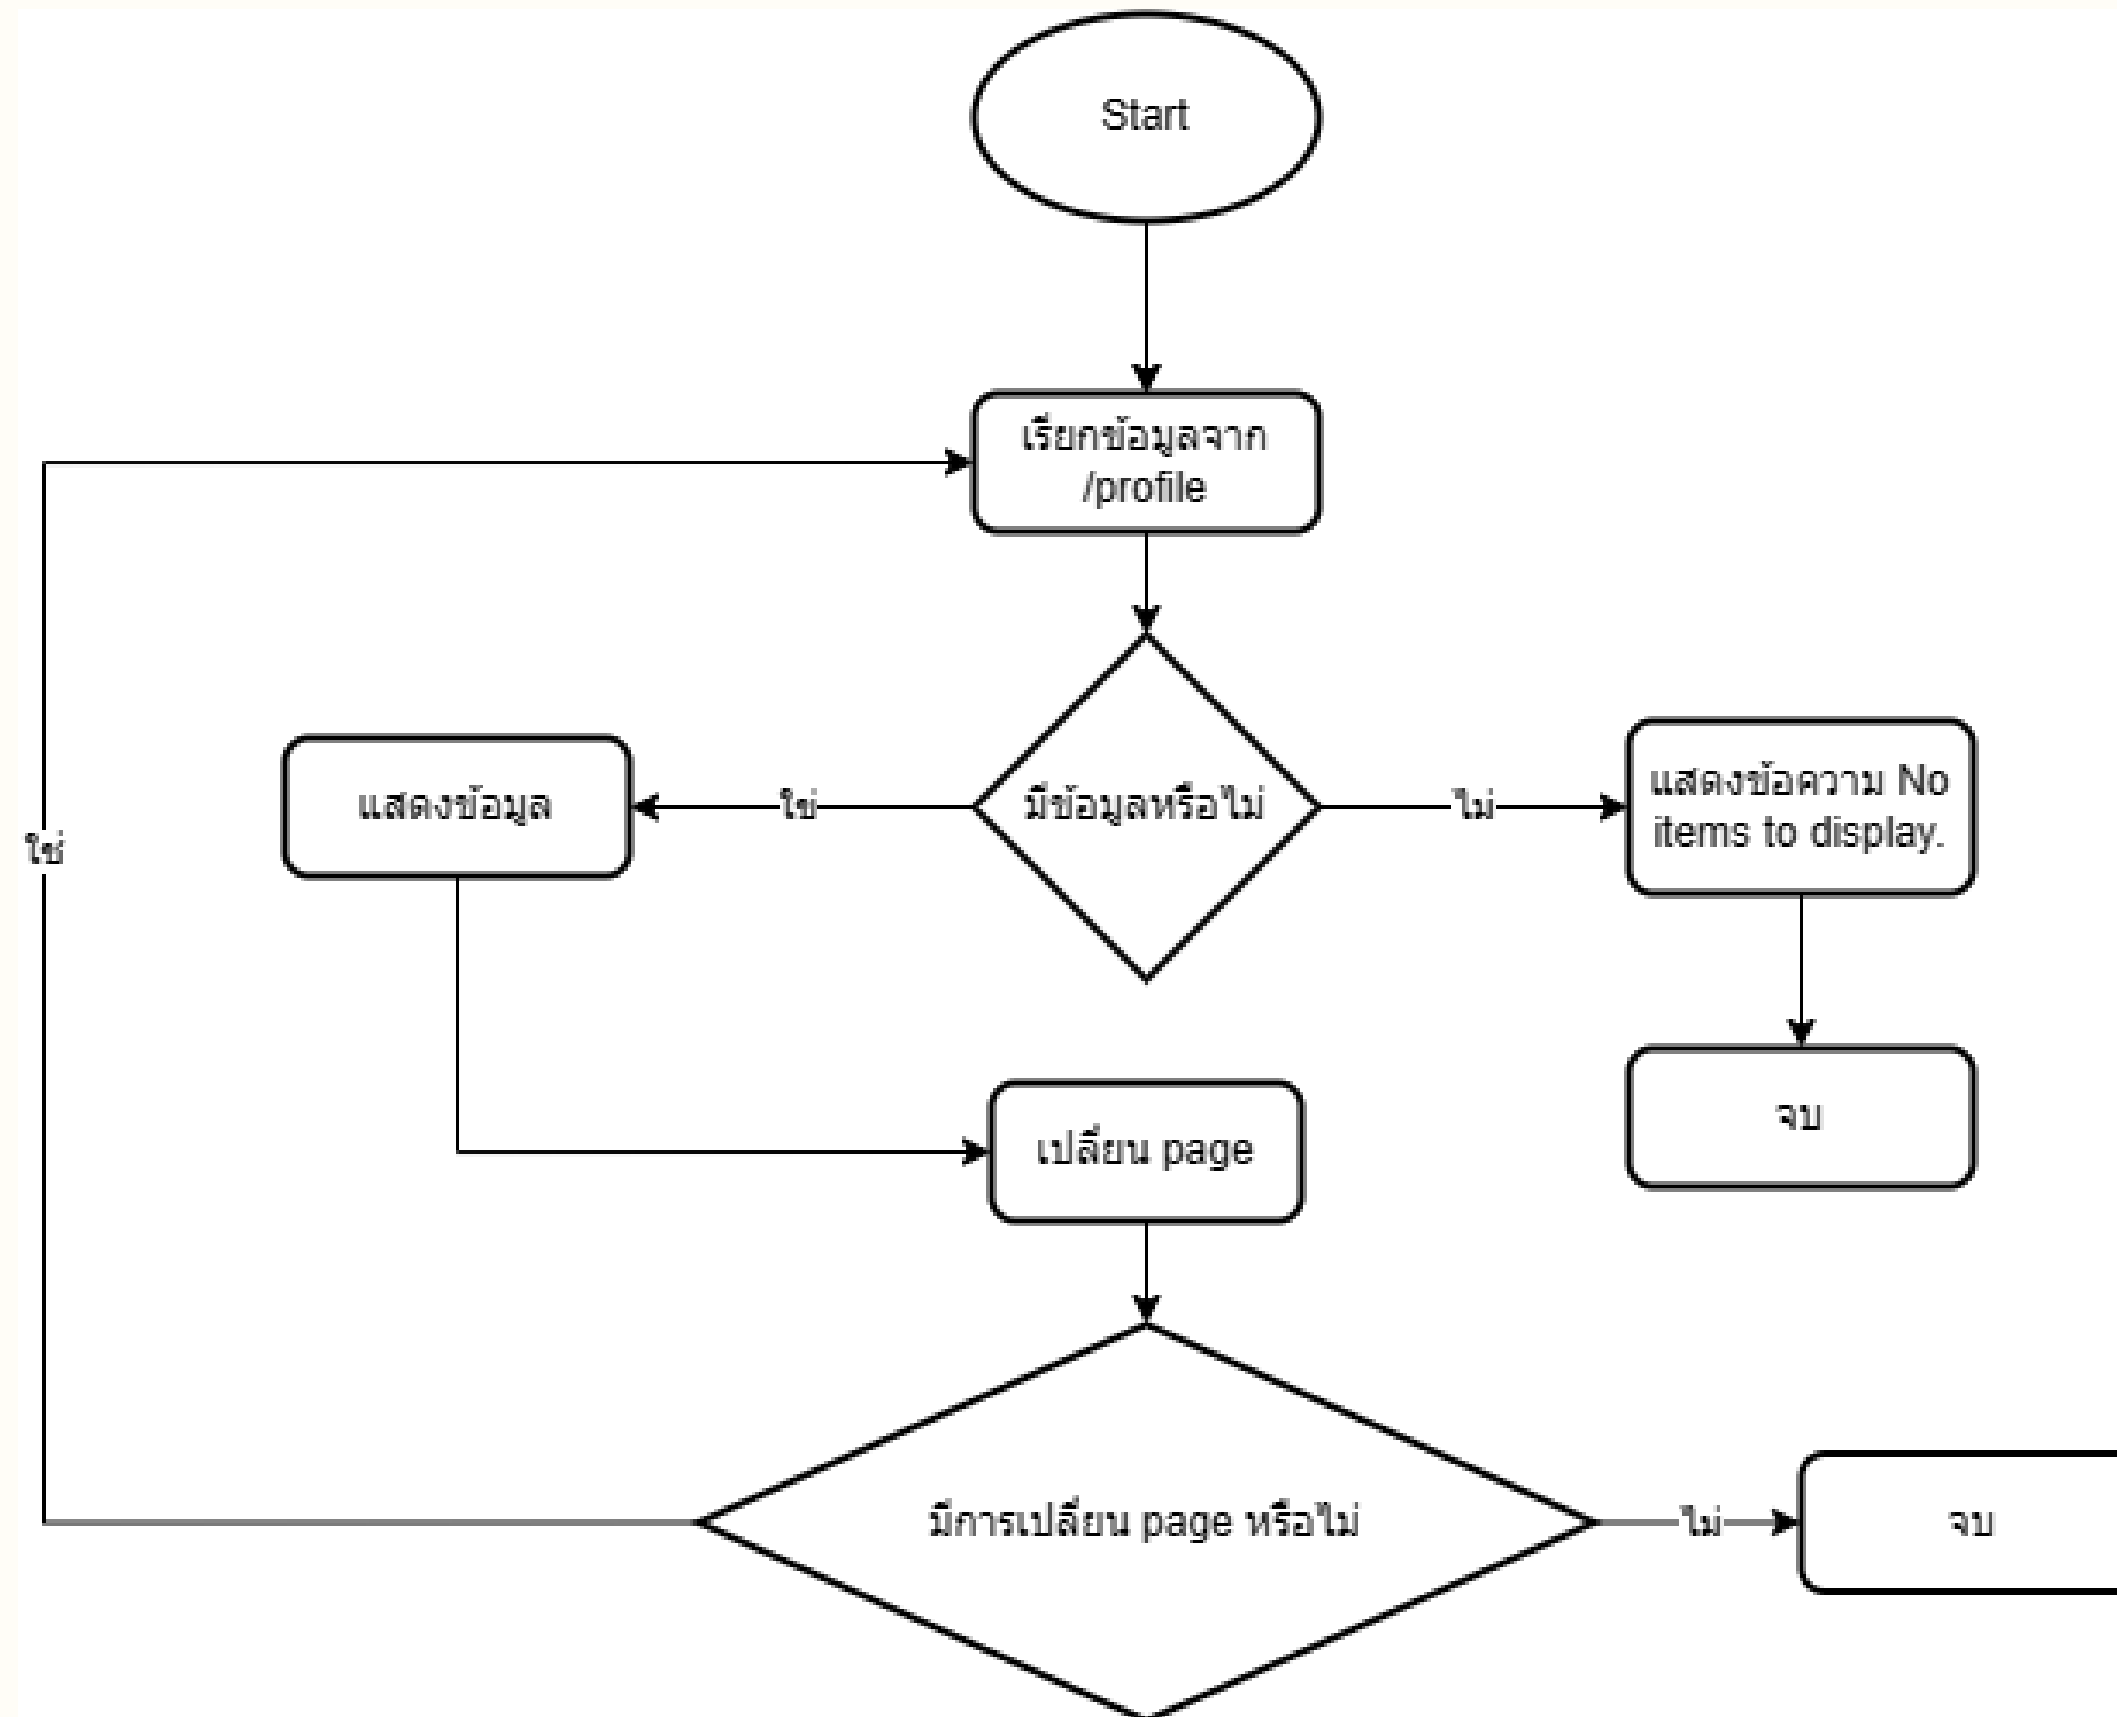 Start
เรียกข้อมูลจาก
/profile
มีข้อมูลหรือไม่
ใช่
แสดงข้อมูล
ไม่
แสดงข้อความ No
items to display.
จบ
ใช่
เปลี่ยน page
มีการเปลี่ยน page หรือไม่
ไม่
จบ